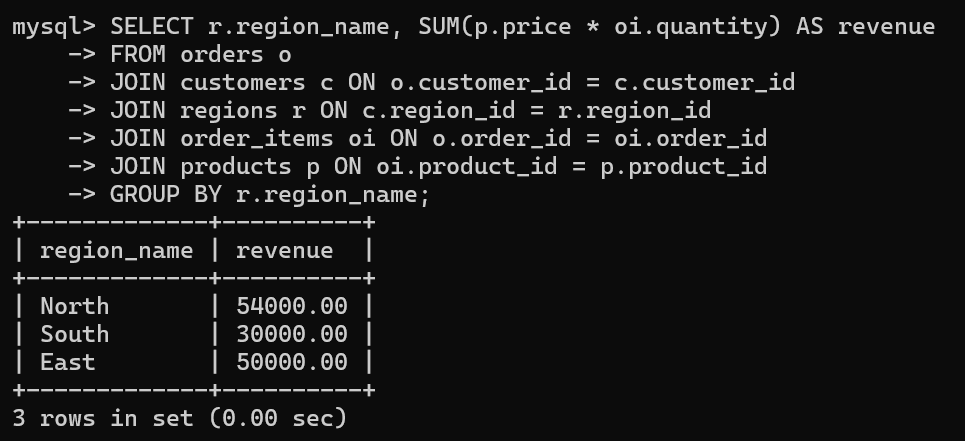 mysql> SELECT r.region_name, SUM(p.price * oi.quantity) AS revenue
    -> FROM orders o
    -> JOIN customers c ON o.customer_id = c.customer_id
    -> JOIN regions r ON c.region_id = r.region_id
    -> JOIN order_items oi ON o.order_id = oi.order_id
    -> JOIN products p ON oi.product_id = p.product_id
    -> GROUP BY r.region_name;
+-------------+----------+
| region_name | revenue  |
+-------------+----------+
| North       | 54000.00 |
| South       | 30000.00 |
| East        | 50000.00 |
+-------------+----------+
3 rows in set (0.00 sec)